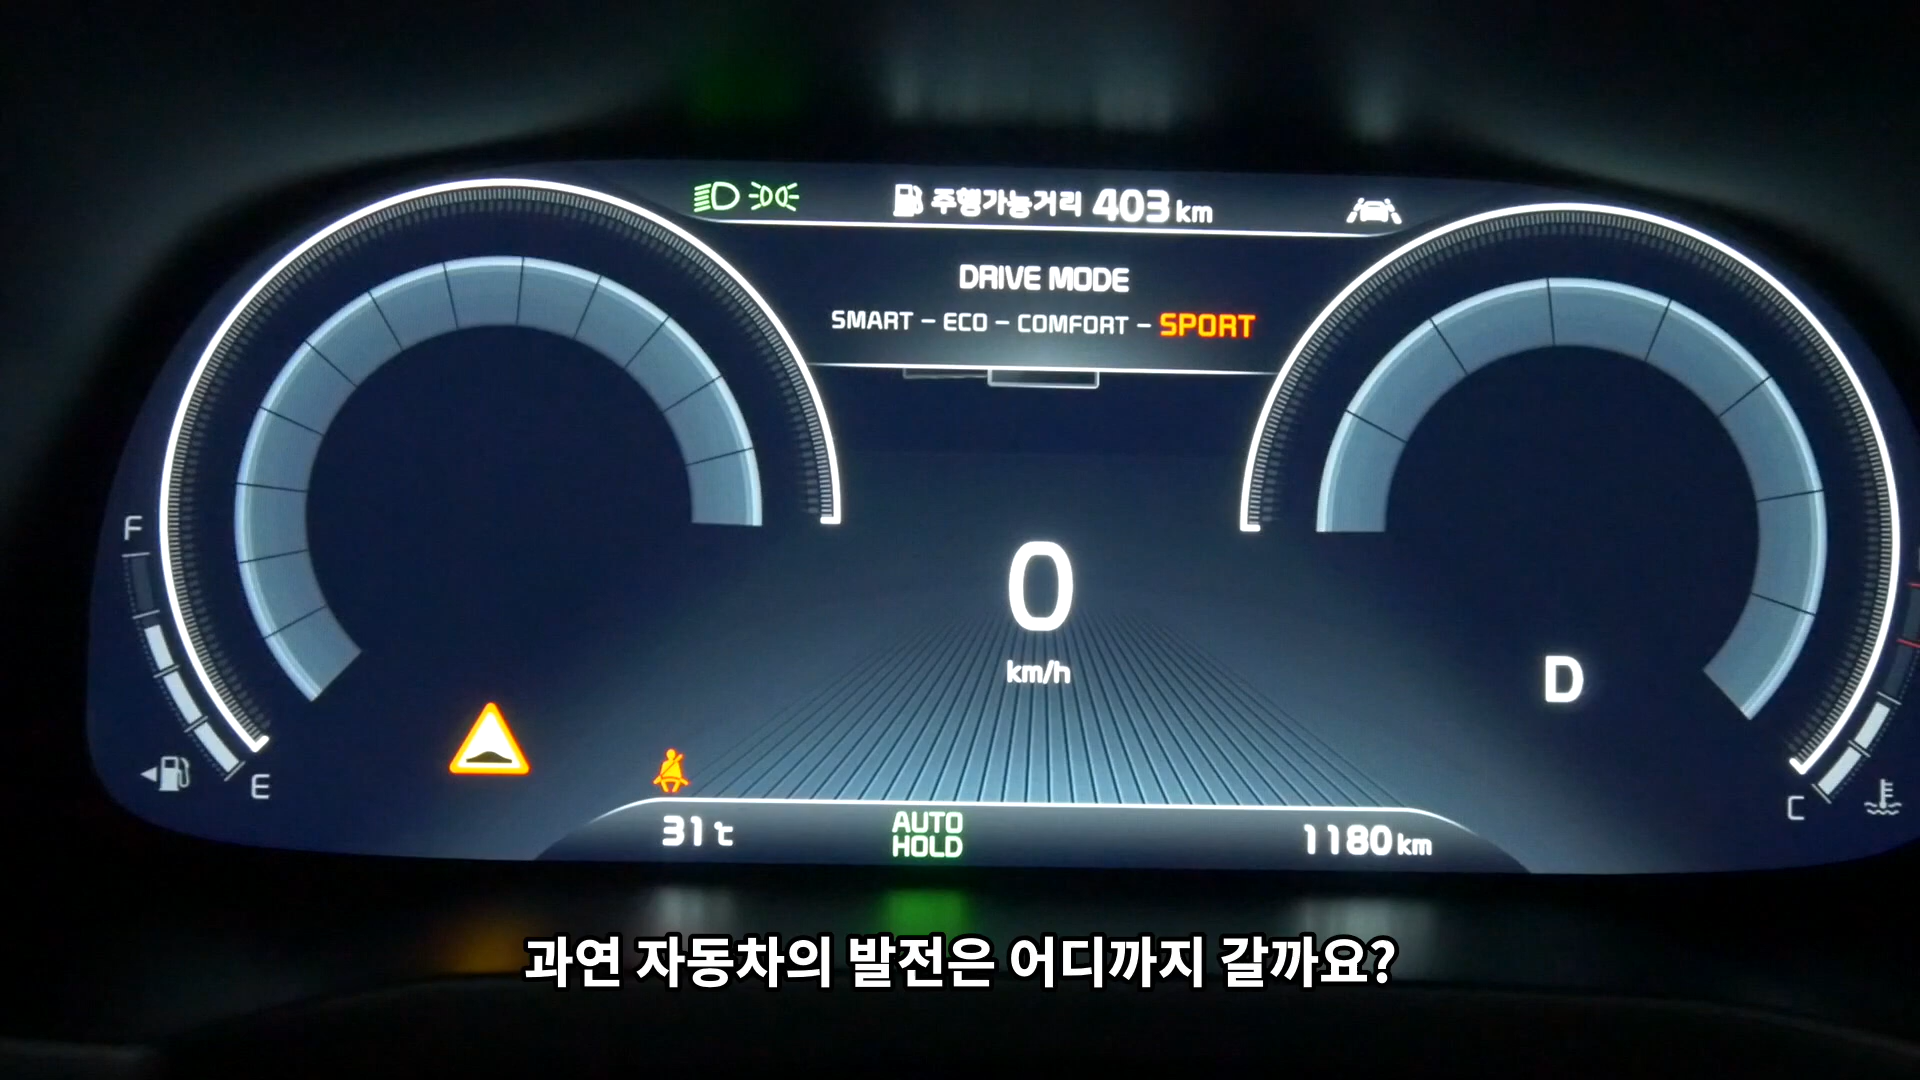 주행가능거리 403 km
DRIVE MODE
SMART – ECO – COMFORT – SPORT
F
0
km/h
D
E
C
31℃
AUTO
HOLD
1180 km
과연 자동차의 발전은 어디까지 갈까요?